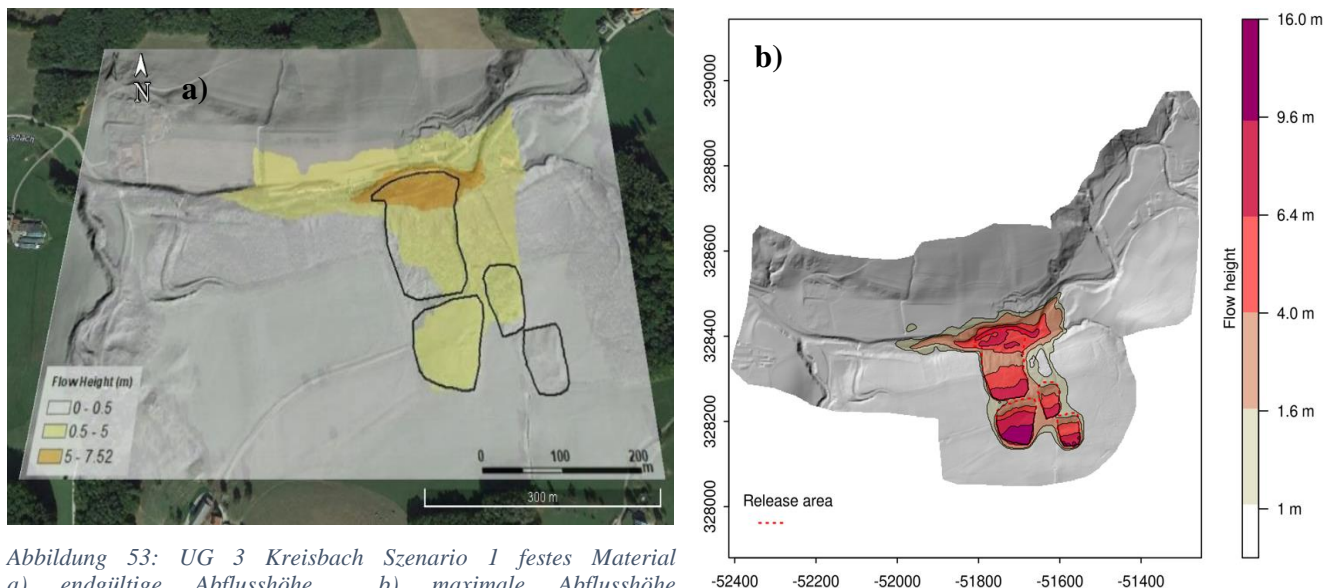 a)
N
Flow Height (m)
0 - 0.5
0.5 - 5
5 - 7.52
0 100 200
m
300 m
b)
329000
328800
328600
328400
328200
328000
Release area
-52400 -52200 -52000 -51800 -51600 -51400
Flow height
16.0 m
9.6 m
6.4 m
4.0 m
1.6 m
1 m
Abbildung 53: UG 3 Kreisbach Szenario 1 festes Material
a) endgültige Abflusshöhe b) maximale Abflusshöhe